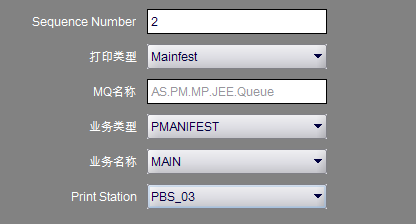 Sequence Number 2
打印类型 Mainfest
MQ名称 AS.PM.MP.JEE.Queue
业务类型 PMANIFEST
业务名称 MAIN
Print Station PBS_03